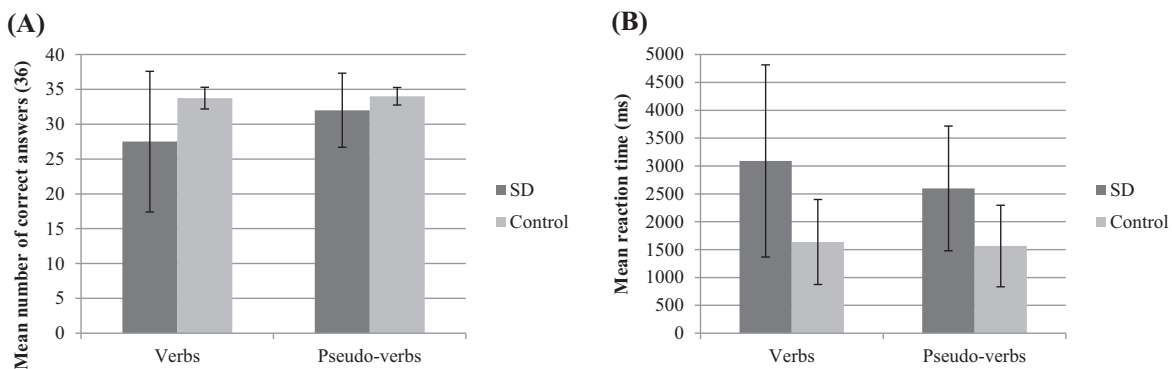 (A)
Mean number of correct answers (36)
40
35
30
25
20
15
10
5
0
Verbs
Pseudo-verbs
SD
Control
(B)
Mean reaction time (ms)
5000
4500
4000
3500
3000
2500
2000
1500
1000
500
0
Verbs
Pseudo-verbs
SD
Control